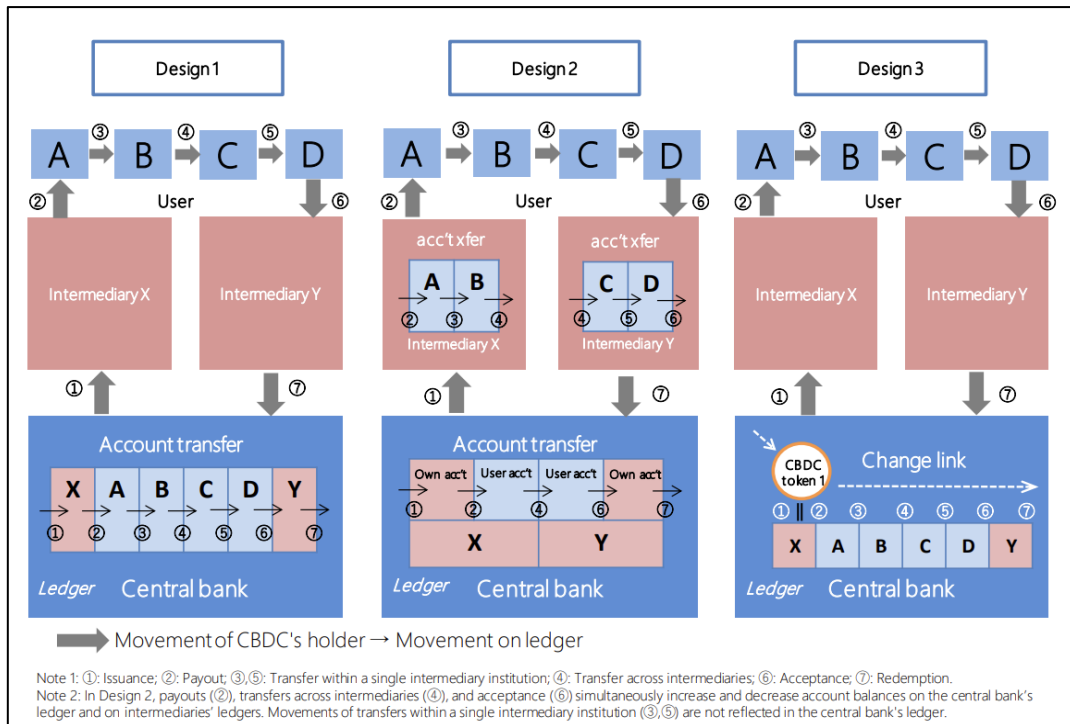 Design 1
Design 2
Design 3
A ③ B ④ C ⑤ D
② User ⑥
Intermediary X
Intermediary Y
① ⑦
Account transfer
X A B C D Y
① ② ③ ④ ⑤ ⑥ ⑦
Ledger Central bank
A ③ B ④ C ⑤ D
② User ⑥
acc't xfer
A B
② ③ ④
Intermediary X
acc't xfer
C D
④ ⑤ ⑥
Intermediary Y
① ⑦
Account transfer
Own acc't User acc't User acc't Own acc't
① ② ④ ⑥ ⑦
X Y
Ledger Central bank
A ③ B ④ C ⑤ D
② User ⑥
Intermediary X
Intermediary Y
① ⑦
CBDC
token 1
Change link
① ② ③ ④ ⑤ ⑥ ⑦
X A B C D Y
Ledger Central bank
Movement of CBDC's holder → Movement on ledger
Note 1: ①: Issuance; ②: Payout; ③,⑤: Transfer within a single intermediary institution; ④: Transfer across intermediaries; ⑥: Acceptance; ⑦: Redemption.
Note 2: In Design 2, payouts (②), transfers across intermediaries (④), and acceptance (⑥) simultaneously increase and decrease account balances on the central bank's
ledger and on intermediaries' ledgers. Movements of transfers within a single intermediary institution (③,⑤) are not reflected in the central bank's ledger.